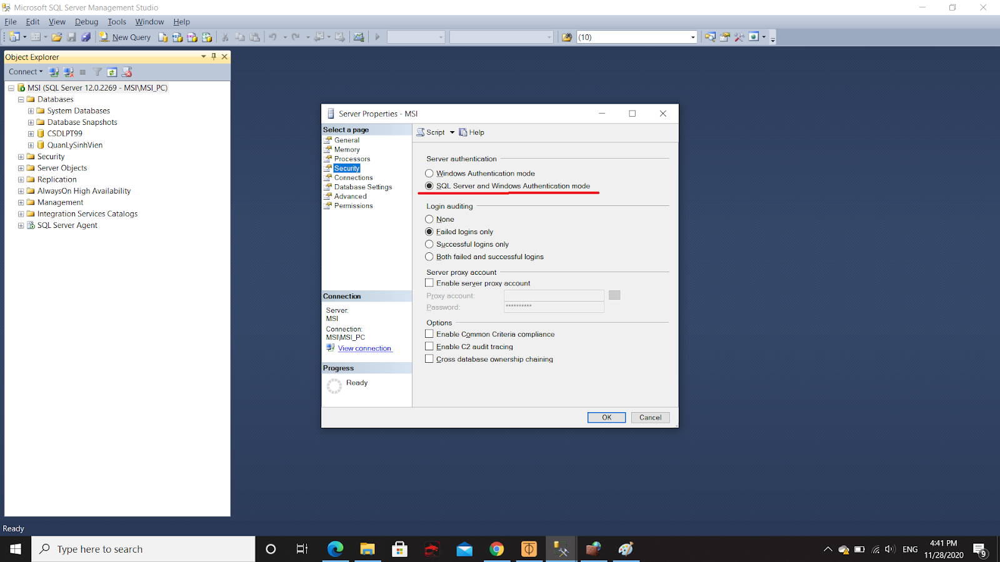 Microsoft SQL Server Management Studio
File Edit View Debug Tools Window Help
New Query
(10)
Object Explorer
Connect
MSI (SQL Server 12.0.2269 - MSI\MSI_PC)
Databases
System Databases
Database Snapshots
CSDLPT99
QuanLySinhVien
Security
Server Objects
Replication
AlwaysOn High Availability
Management
Integration Services Catalogs
SQL Server Agent
Server Properties - MSI
Select a page
General
Memory
Processors
Security
Connections
Database Settings
Advanced
Permissions
Connection
Server:
MSI
Connection:
MSI\MSI_PC
View connection
Progress
Ready
Script Help
Server authentication
Windows Authentication mode
SQL Server and Windows Authentication mode
Login auditing
None
Failed logins only
Successful logins only
Both failed and successful logins
Server proxy account
Enable server proxy account
Proxy account:
Password: **********
Options
Enable Common Criteria compliance
Enable C2 audit tracing
Cross database ownership chaining
OK Cancel
Ready
Type here to search
ENG
4:41 PM
11/28/2020
9